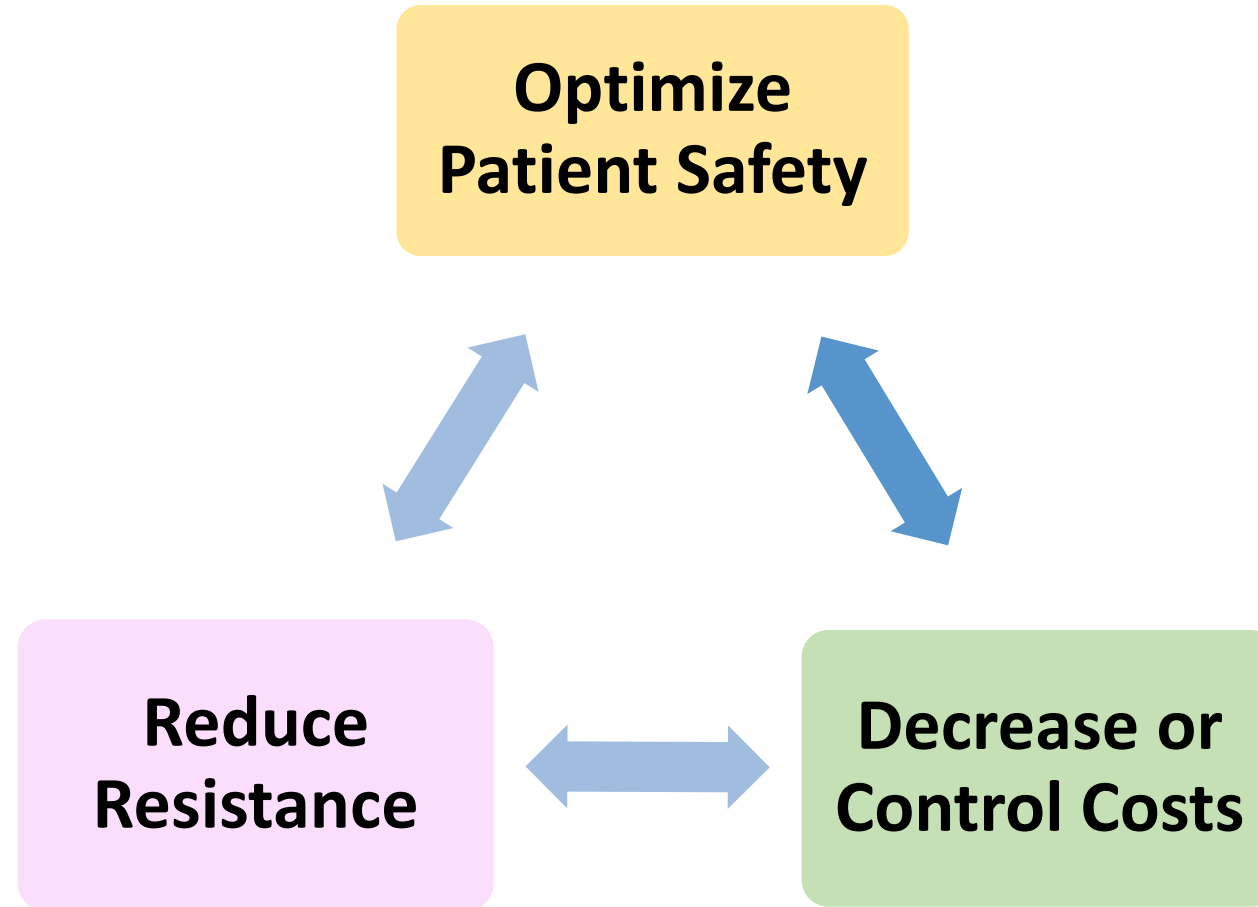 Optimize
Patient Safety
Reduce
Resistance
Decrease or
Control Costs